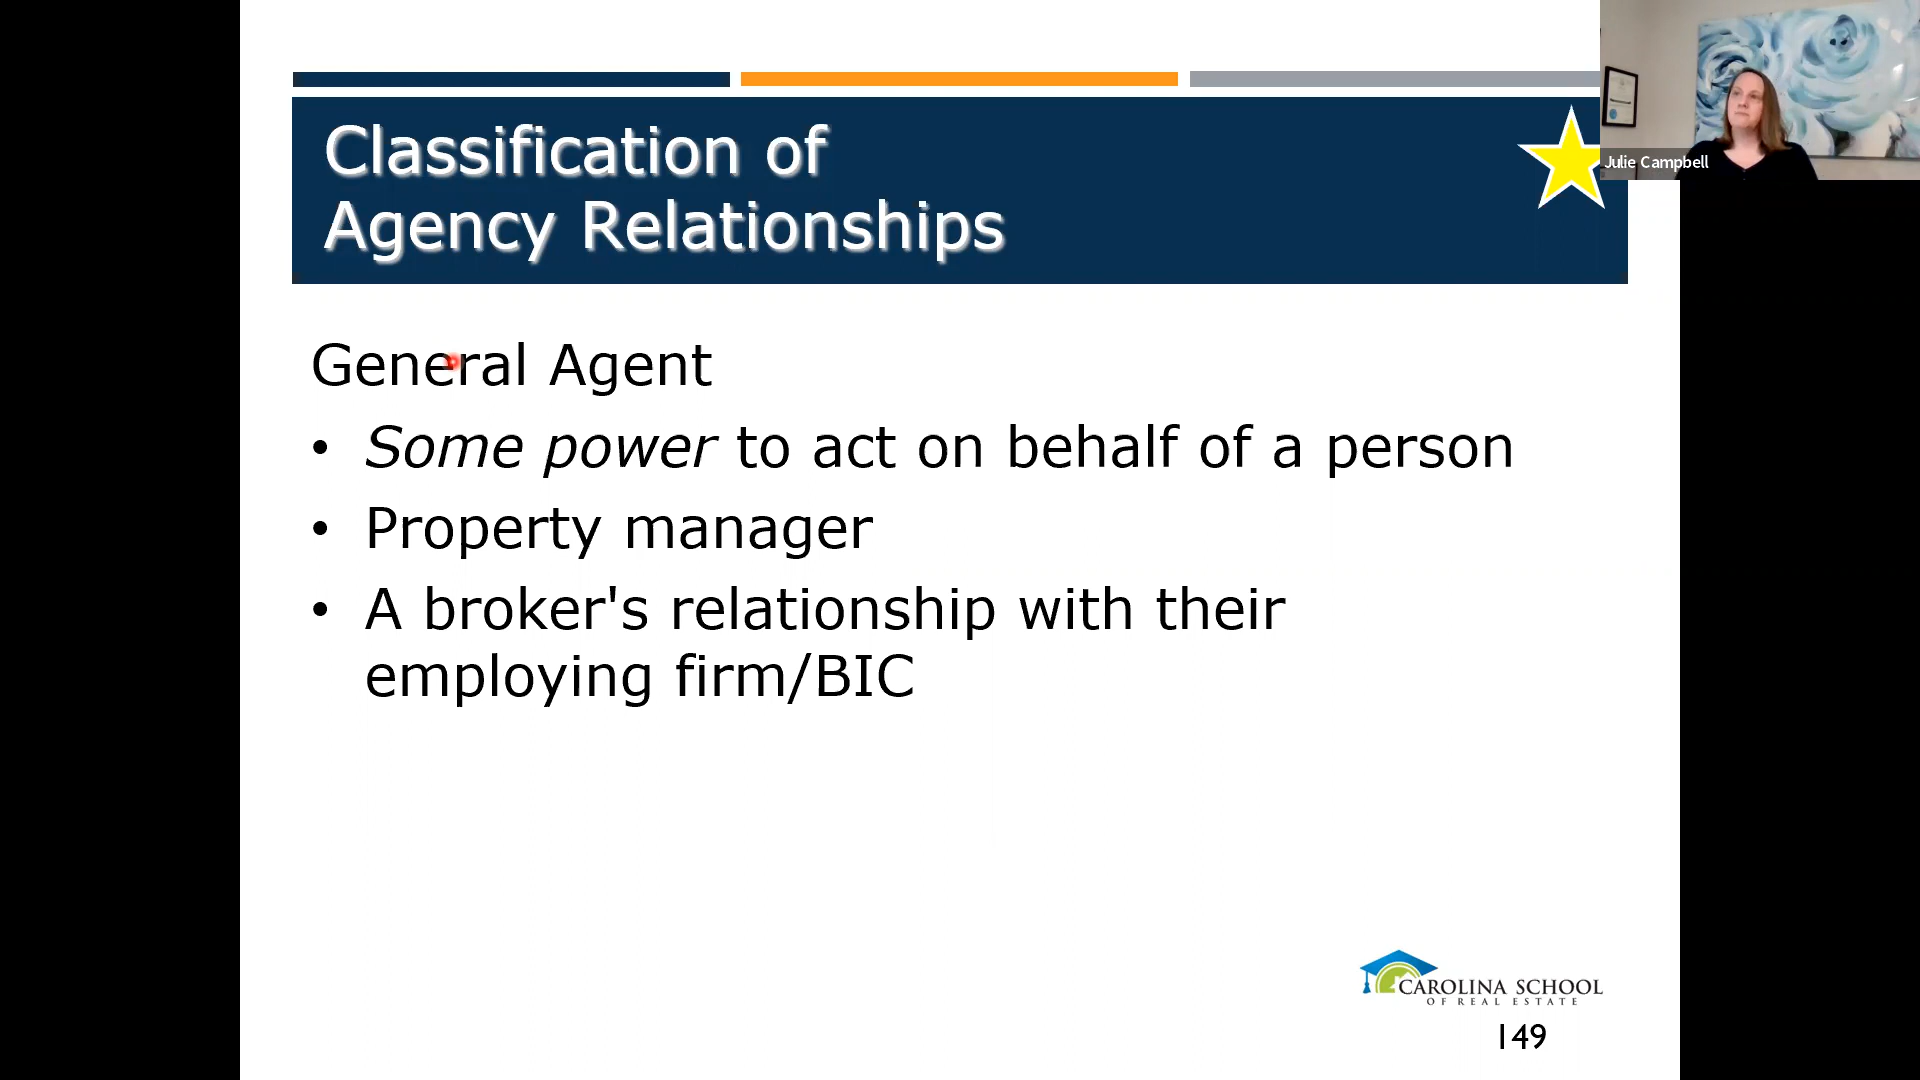 Classification of
Agency Relationships
Julie Campbell
General Agent
• Some power to act on behalf of a person
• Property manager
• A broker's relationship with their
employing firm/BIC
CAROLINA SCHOOL
OF REAL ESTATE
149